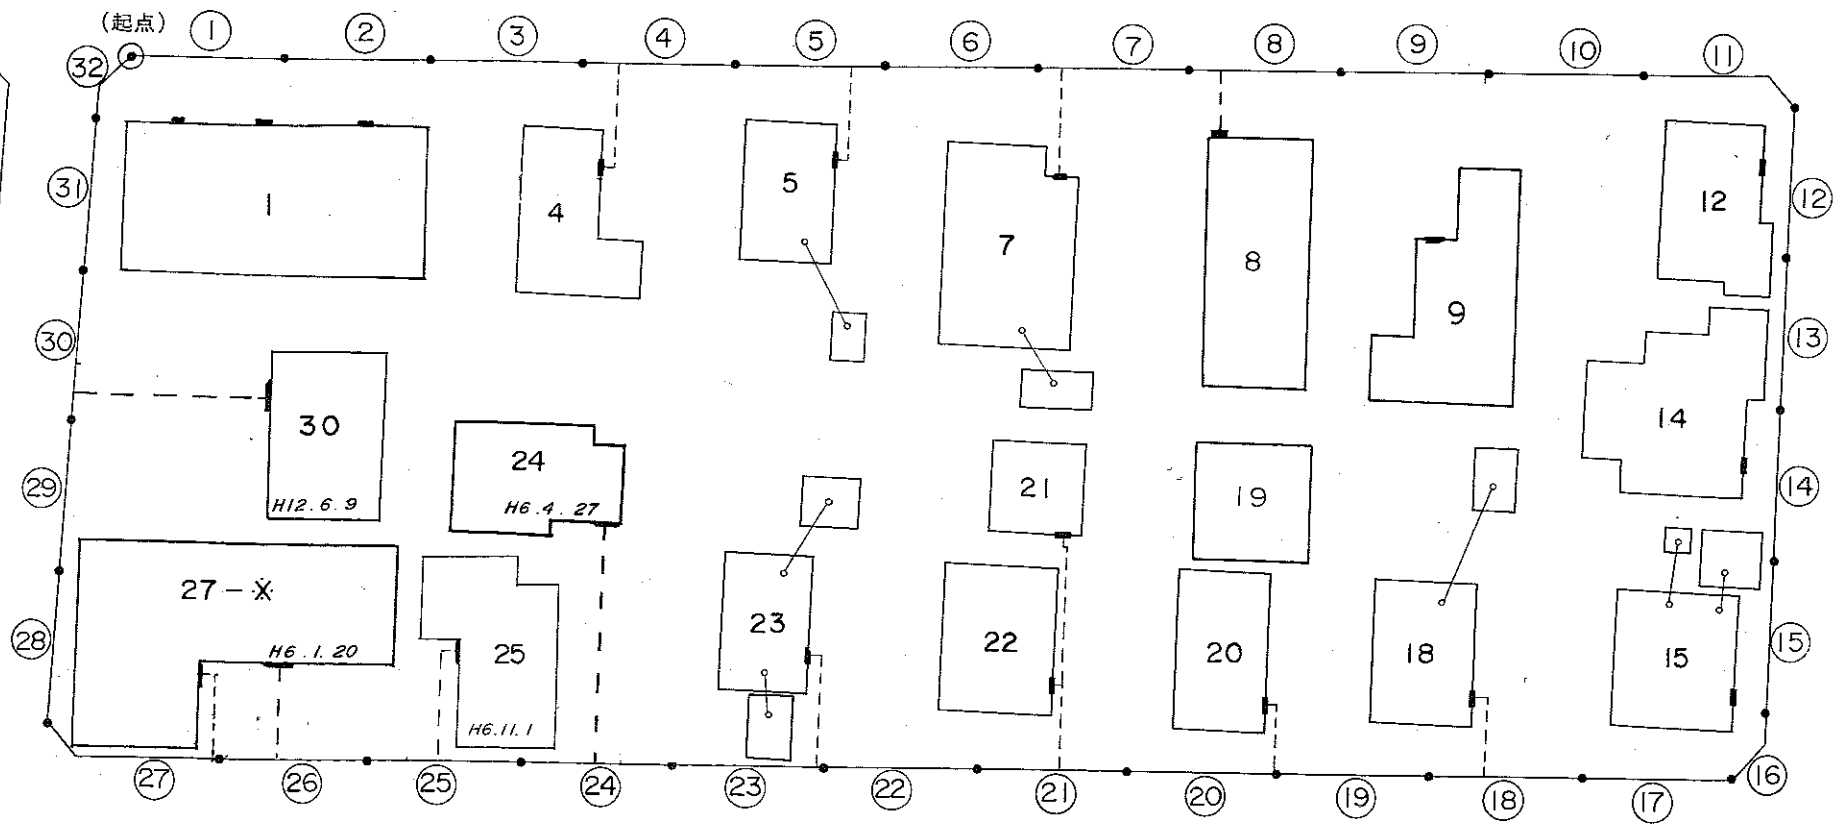 (起点)
① ② ③ ④ ⑤ ⑥ ⑦ ⑧ ⑨ ⑩ ⑪
㉜
㉛ 1 4 5 7 8 9 12 ⑫
㉚ 14 ⑬
30 24 21 19
㉙ H12.6.9 H6.4.27 ⑭
27-X 25 23 22 20 18 15 ⑮
㉘ H6.1.20
H6.11.1
㉗ ㉖ ㉕ ㉔ ㉓ ㉒ ㉑ ⑳ ⑲ ⑱ ⑰ ⑯